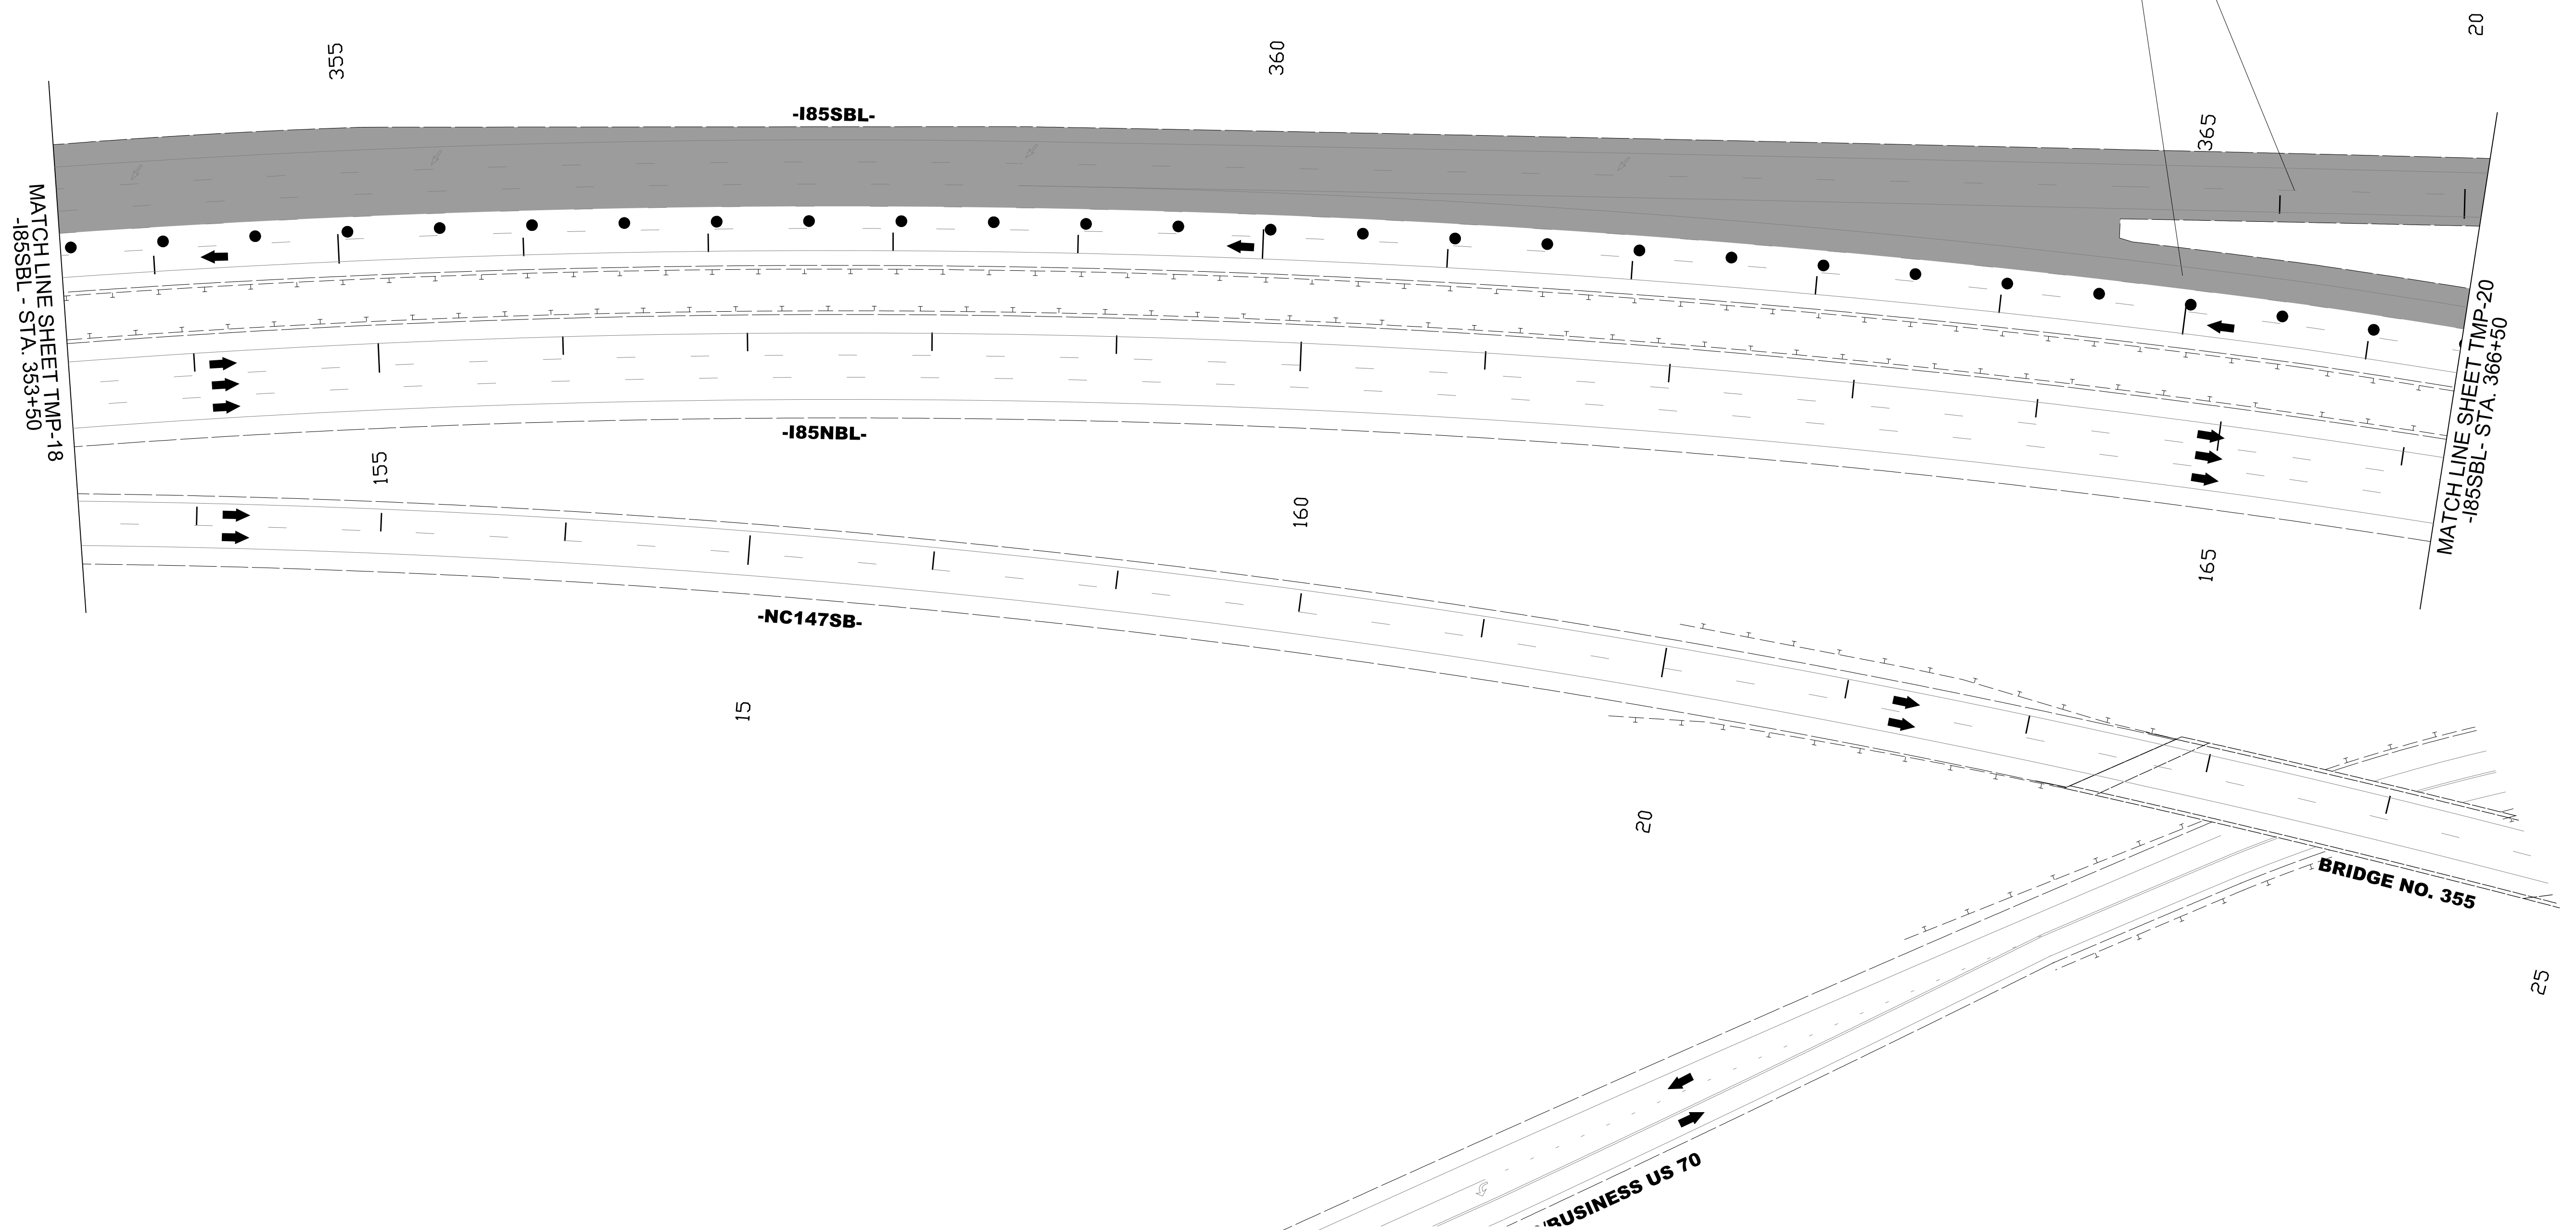 20
355
360
-I85SBL-
365
MATCH LINE SHEET TMP-18
-I85SBL - STA. 353+50
MATCH LINE SHEET TMP-20
-I85SBL- STA. 366+50
-I85NBL-
155
160
165
-NC147SB-
15
20
BRIDGE NO. 355
25
BUSINESS US 70